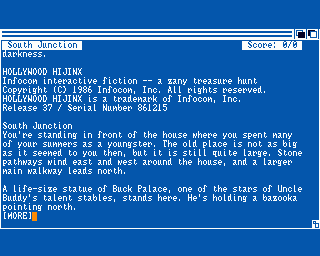 South Junction Score: 0/0
darkness.
HOLLYWOOD HIJINX
Infocom interactive fiction -- a zany treasure hunt
Copyright (C) 1986 Infocom, Inc. All rights reserved.
HOLLYWOOD HIJINX is a trademark of Infocom, Inc.
Release 37 / Serial Number 861215
South Junction
You're standing in front of the house where you spent many
of your summers as a youngster. The old place is not as big
as it seemed to you then, but it is still quite large. Stone
pathways wind east and west around the house, and a larger
main walkway leads north.
A life-size statue of Buck Palace, one of the stars of Uncle
Buddy's talent stables, stands here. He's holding a bazooka
pointing north.
[MORE]